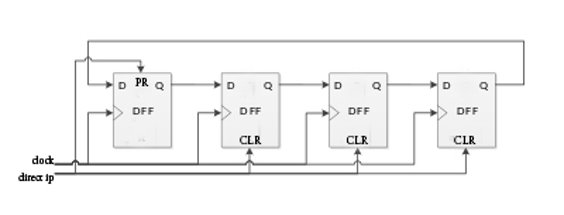 D PR Q D Q D Q D Q
DFF DFF DFF DFF
CLR CLR CLR
clock
direct ip